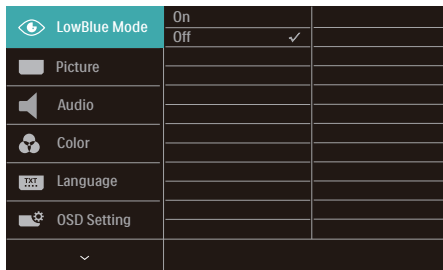 LowBlue Mode
On
Off
Picture
Audio
Color
TXT
Language
OSD Setting